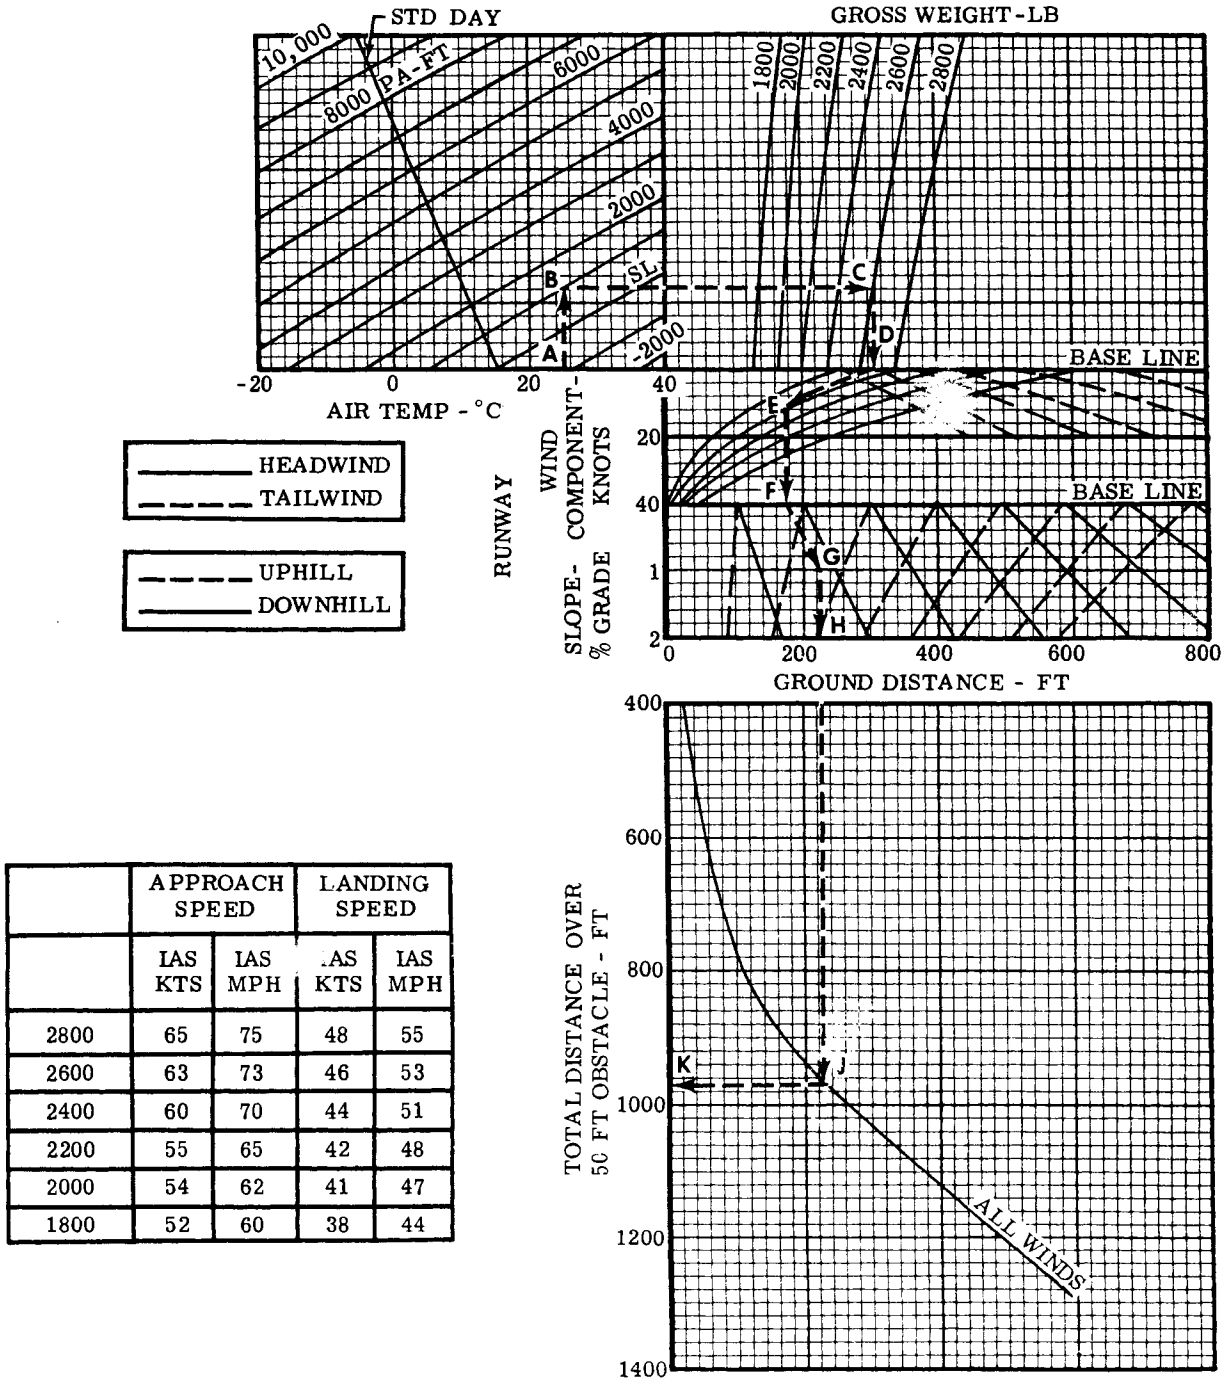 STD DAY
GROSS WEIGHT-LB
10,000
8000 PA-FT
6000
4000
2000
SL
-2000
1800
2000
2200
2400
2600
2800
A
B
C
D
BASE LINE
-20
0
20
40
AIR TEMP - °C
HEADWIND
TAILWIND
UPHILL
DOWNHILL
RUNWAY
SLOPE-
% GRADE
WIND
COMPONENT-
KNOTS
E
20
F
40
BASE LINE
G
1
H
2
0
200
400
600
800
GROUND DISTANCE - FT
400
600
800
1000
1200
1400
TOTAL DISTANCE OVER
50 FT OBSTACLE - FT
K
J
ALL WINDS
APPROACH SPEED LANDING SPEED
IAS KTS IAS MPH .AS KTS IAS MPH
2800 65 75 48 55
2600 63 73 46 53
2400 60 70 44 51
2200 55 65 42 48
2000 54 62 41 47
1800 52 60 38 44